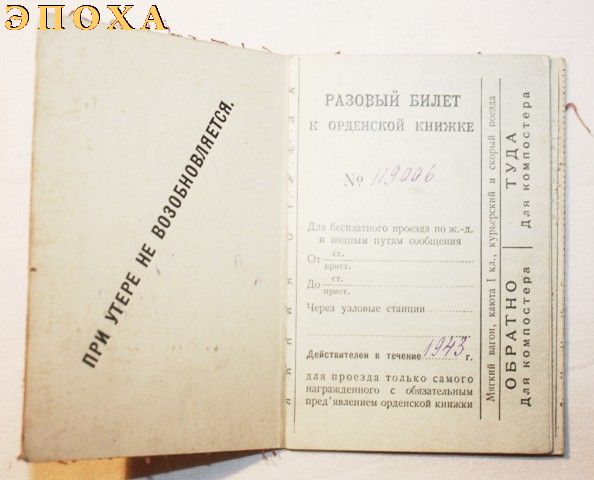 ЭПОХА
ПРИ УТЕРЕ НЕ ВОЗОБНОВЛЯЕТСЯ.
РАЗОВЫЙ БИЛЕТ
К ОРДЕНСКОЙ КНИЖКЕ
№ 119006
Для бесплатного проезда по ж.-д.
и водным путям сообщения
От ст.
прист.
До ст.
прист.
Через узловые станции
Действителен в течение 1943 г.
для проезда только самого
награжденного с обязательным
пред'явлением орденской книжки
Мягкий вагон, каюта I кл., курьерский и скорый поезда
ОБРАТНО
Для компостера
ТУДА
Для компостера